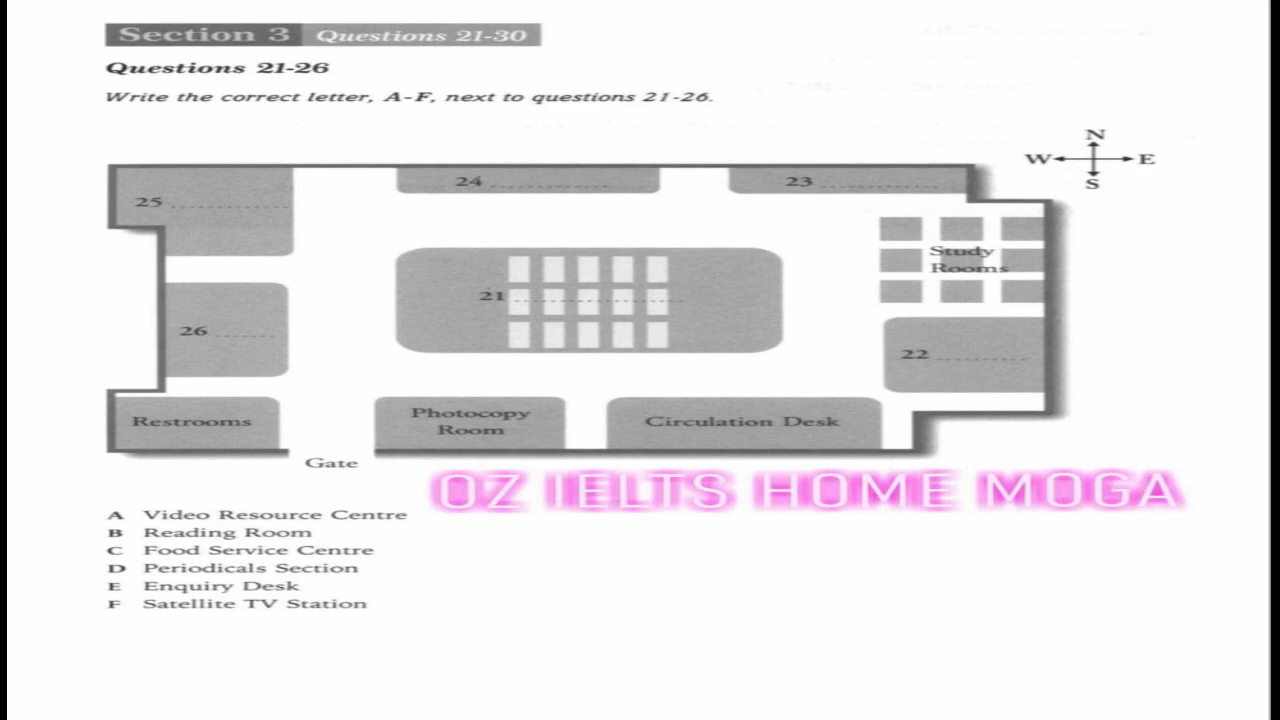 Section 3 Questions 21-30
Questions 21-26
Write the correct letter, A-F, next to questions 21-26.
N
W E
S
24 ....................
23 ....................
25 ....................
Study
Rooms
21 ....................
26 ..........
22 ...............
Restrooms
Photocopy
Room
Circulation Desk
Gate
OZ IELTS HOME MOGA
A Video Resource Centre
B Reading Room
C Food Service Centre
D Periodicals Section
E Enquiry Desk
F Satellite TV Station